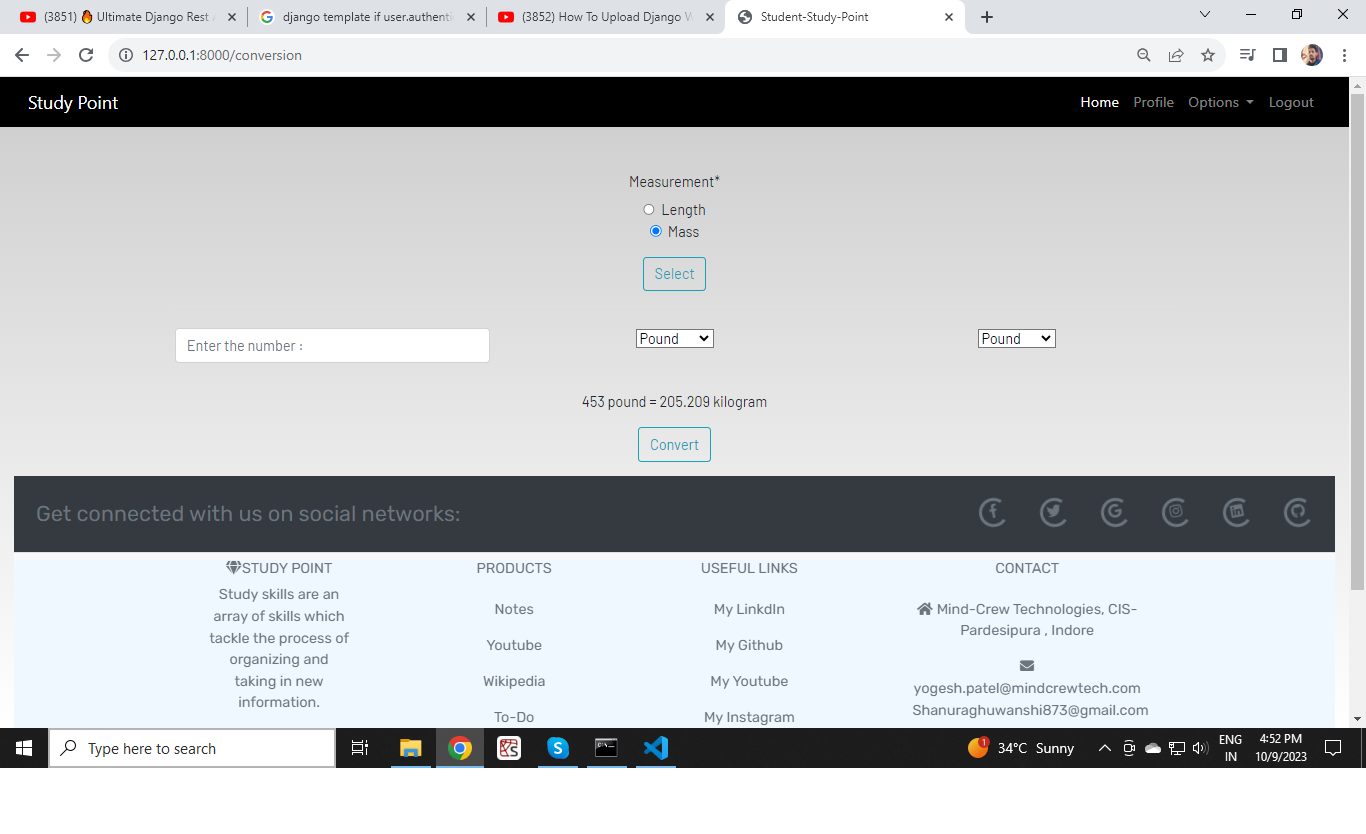 (3851) 🔥 Ultimate Django Rest
django template if user.authenti
(3852) How To Upload Django W
Student-Study-Point
127.0.0.1:8000/conversion
Study Point
Home Profile Options Logout
Measurement*
Length
Mass
Select
Enter the number : Pound Pound
453 pound = 205.209 kilogram
Convert
Get connected with us on social networks:
STUDY POINT
Study skills are an
array of skills which
tackle the process of
organizing and
taking in new
information.
PRODUCTS
Notes
Youtube
Wikipedia
To-Do
USEFUL LINKS
My LinkdIn
My Github
My Youtube
My Instagram
CONTACT
Mind-Crew Technologies, CIS-
Pardesipura , Indore
yogesh.patel@mindcrewtech.com
Shanuraghuwanshi873@gmail.com
Type here to search
1
34°C Sunny
ENG
IN
4:52 PM
10/9/2023